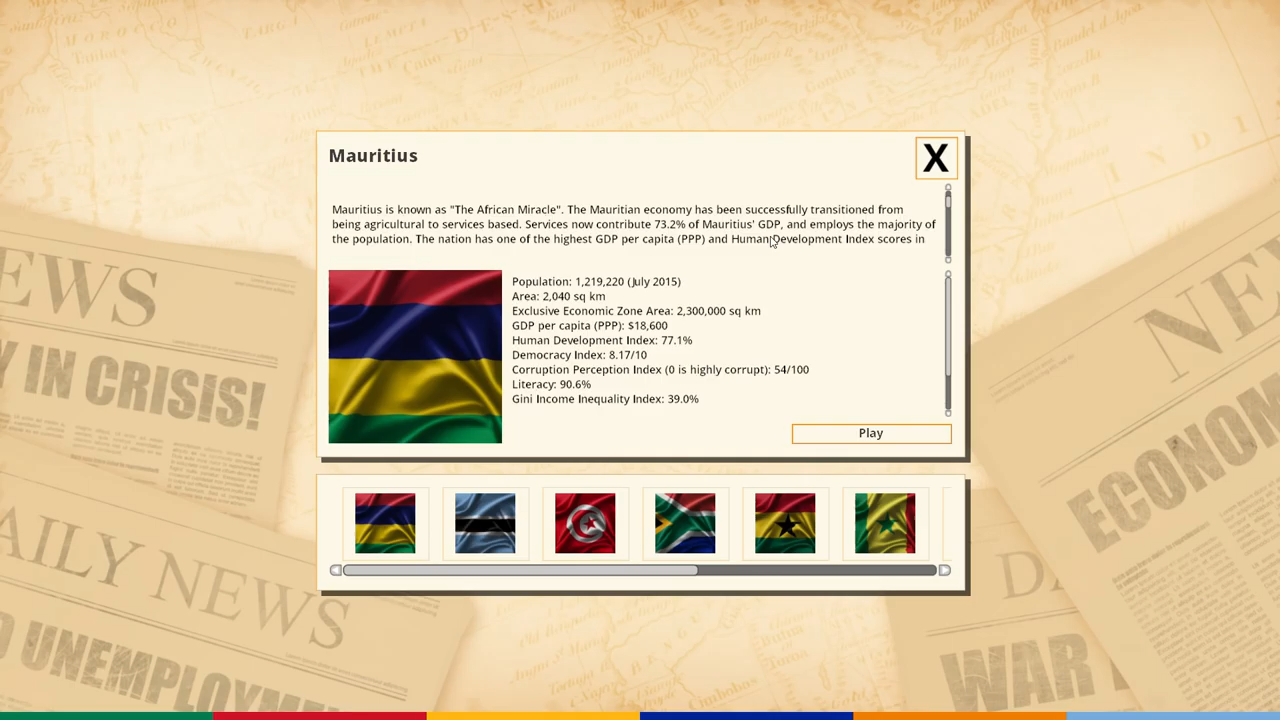 Mauritius
X
Mauritius is known as "The African Miracle". The Mauritian economy has been successfully transitioned from
being agricultural to services based. Services now contribute 73.2% of Mauritius' GDP, and employs the majority of
the population. The nation has one of the highest GDP per capita (PPP) and Human Development Index scores in
Population: 1,219,220 (July 2015)
Area: 2,040 sq km
Exclusive Economic Zone Area: 2,300,000 sq km
GDP per capita (PPP): $18,600
Human Development Index: 77.1%
Democracy Index: 8.17/10
Corruption Perception Index (0 is highly corrupt): 54/100
Literacy: 90.6%
Gini Income Inequality Index: 39.0%
Play
EWS
Y IN CRISIS!
AILY NEWS
UNEMPLOYM
NE
ECONOM
DA
WAR